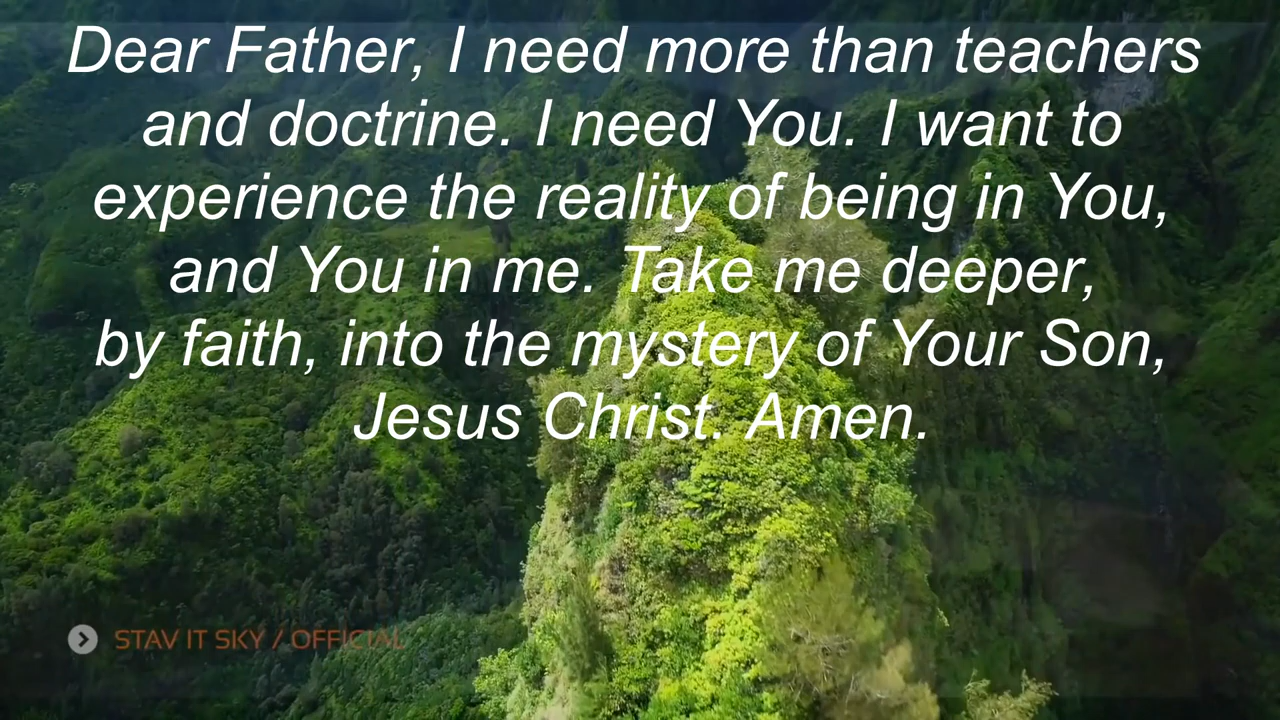 Dear Father, I need more than teachers
and doctrine. I need You. I want to
experience the reality of being in You,
and You in me. Take me deeper,
by faith, into the mystery of Your Son,
Jesus Christ. Amen.
STAV IT SKY / OFFICIAL